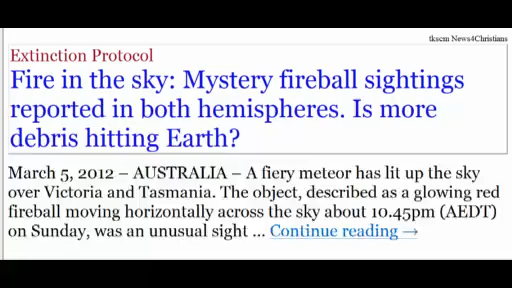 tkscm News4Christians
Extinction Protocol
Fire in the sky: Mystery fireball sightings
reported in both hemispheres. Is more
debris hitting Earth?
March 5, 2012 – AUSTRALIA – A fiery meteor has lit up the sky
over Victoria and Tasmania. The object, described as a glowing red
fireball moving horizontally across the sky about 10.45pm (AEDT)
on Sunday, was an unusual sight ... Continue reading →